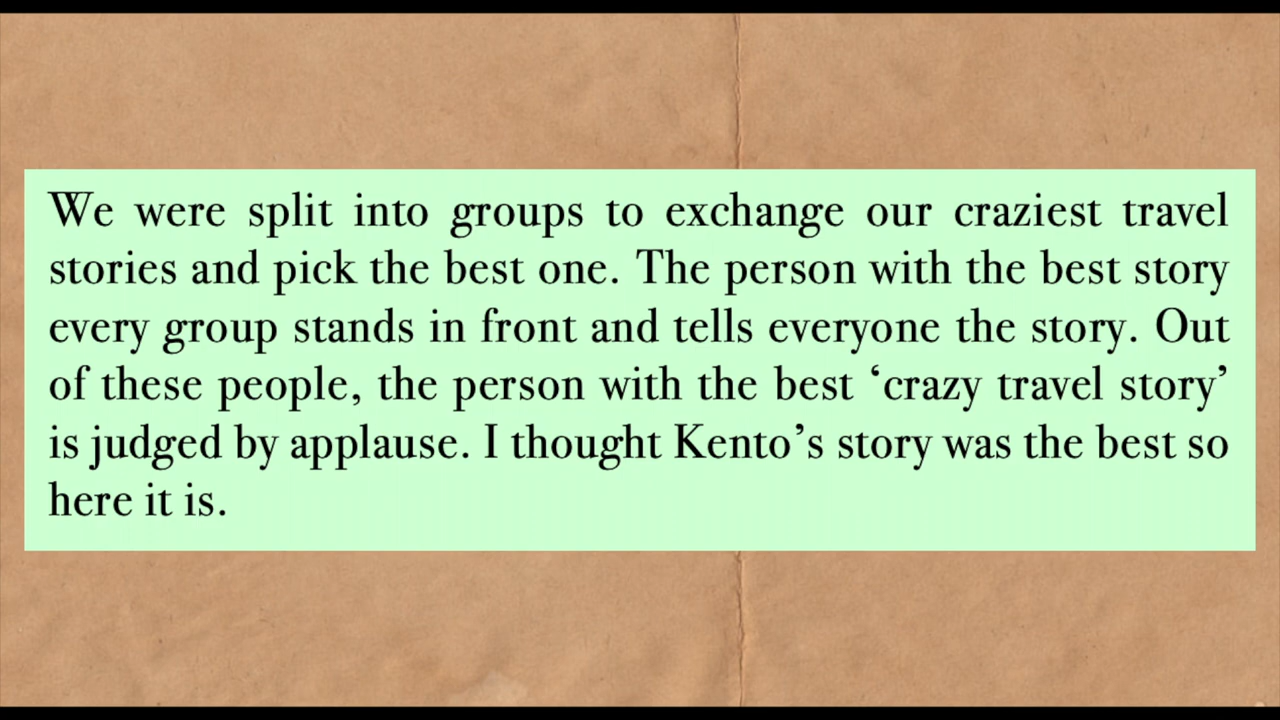 We were split into groups to exchange our craziest travel
stories and pick the best one. The person with the best story
every group stands in front and tells everyone the story. Out
of these people, the person with the best ‘crazy travel story’
is judged by applause. I thought Kento’s story was the best so
here it is.